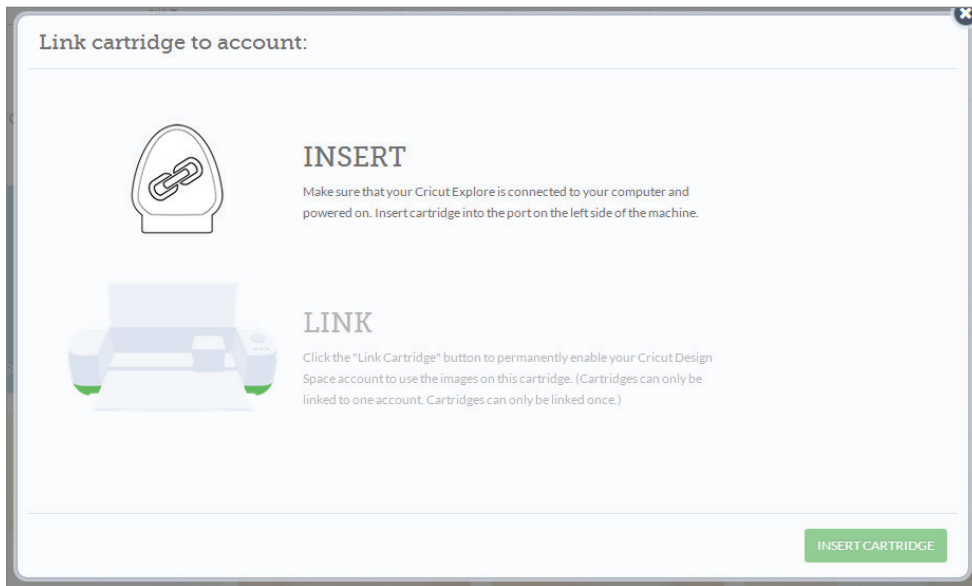 Link cartridge to account:
INSERT
Make sure that your Cricut Explore is connected to your computer and
powered on. Insert cartridge into the port on the left side of the machine.
LINK
Click the "Link Cartridge" button to permanently enable your Cricut Design
Space account to use the images on this cartridge. (Cartridges can only be
linked to one account. Cartridges can only be linked once.)
INSERT CARTRIDGE